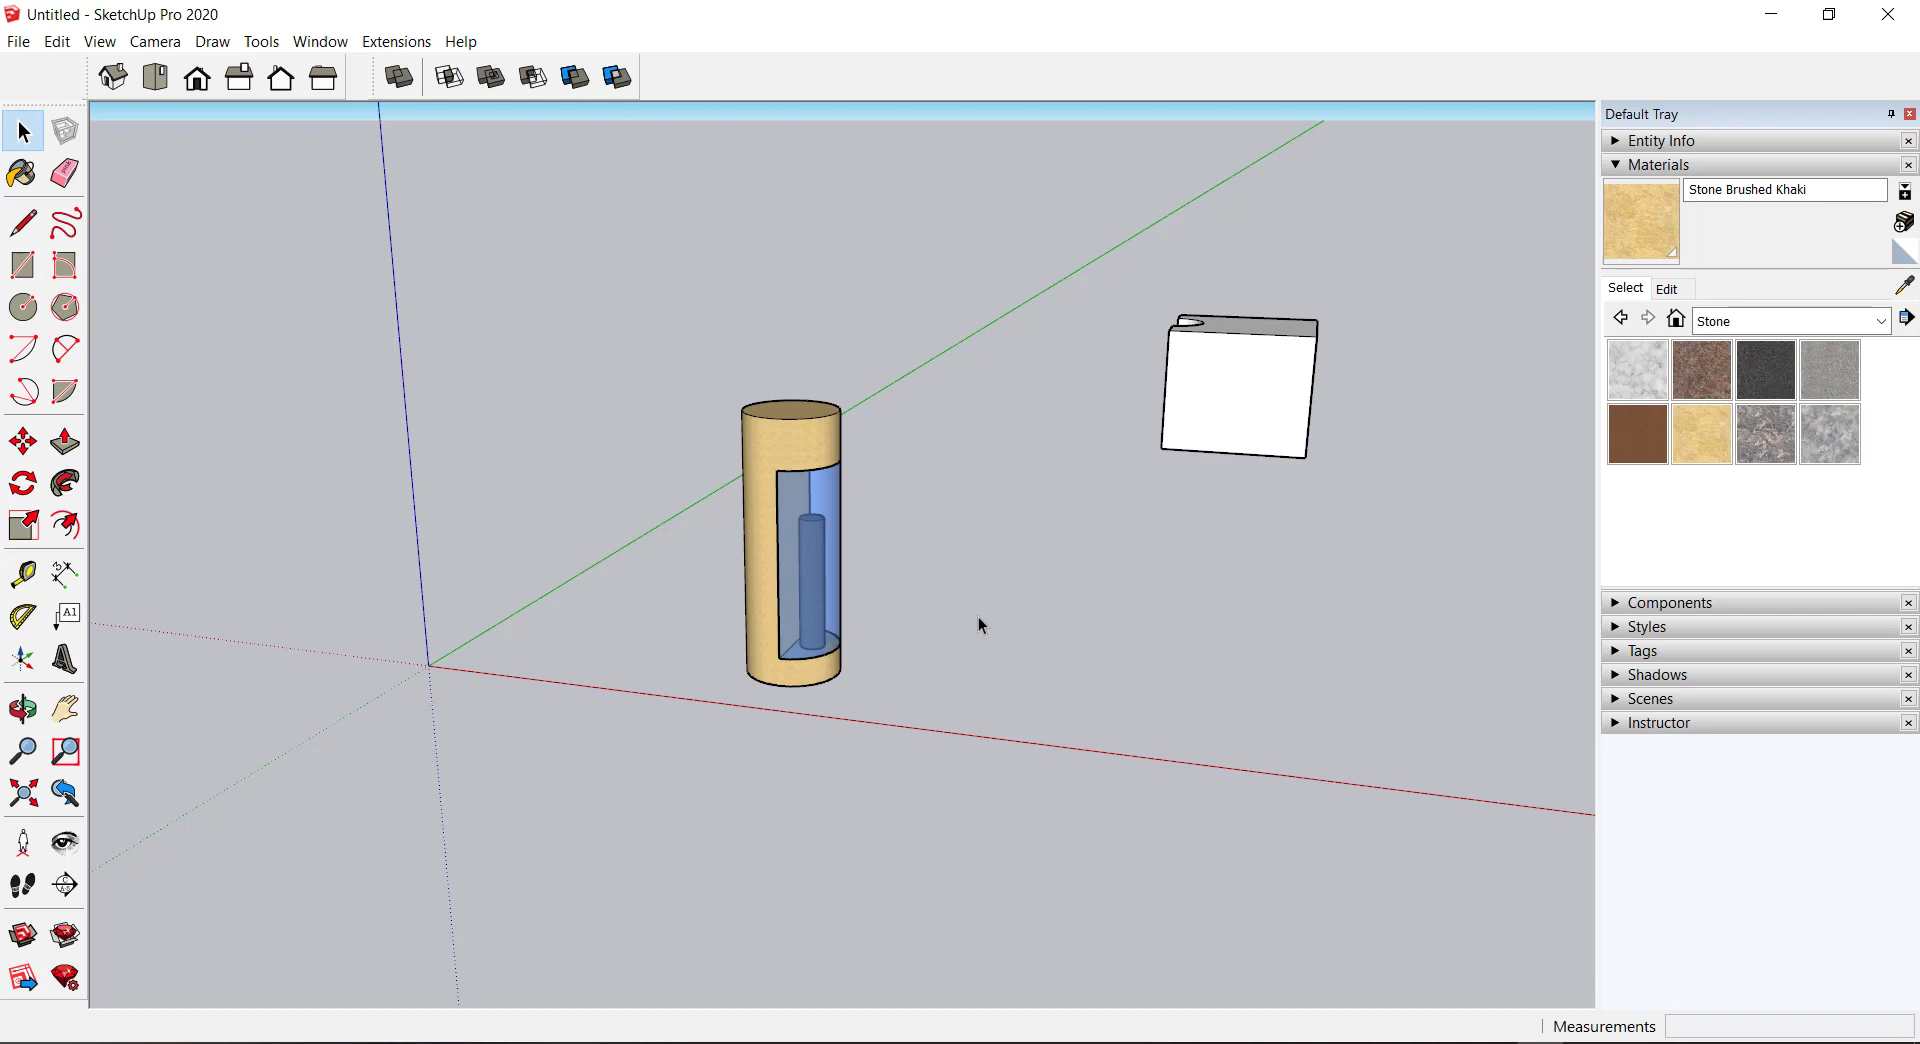 Untitled - SketchUp Pro 2020
File Edit View Camera Draw Tools Window Extensions Help
Default Tray
Entity Info
Materials
Stone Brushed Khaki
Select Edit
Stone
A1
Components
Styles
Tags
Shadows
Scenes
Instructor
Measurements